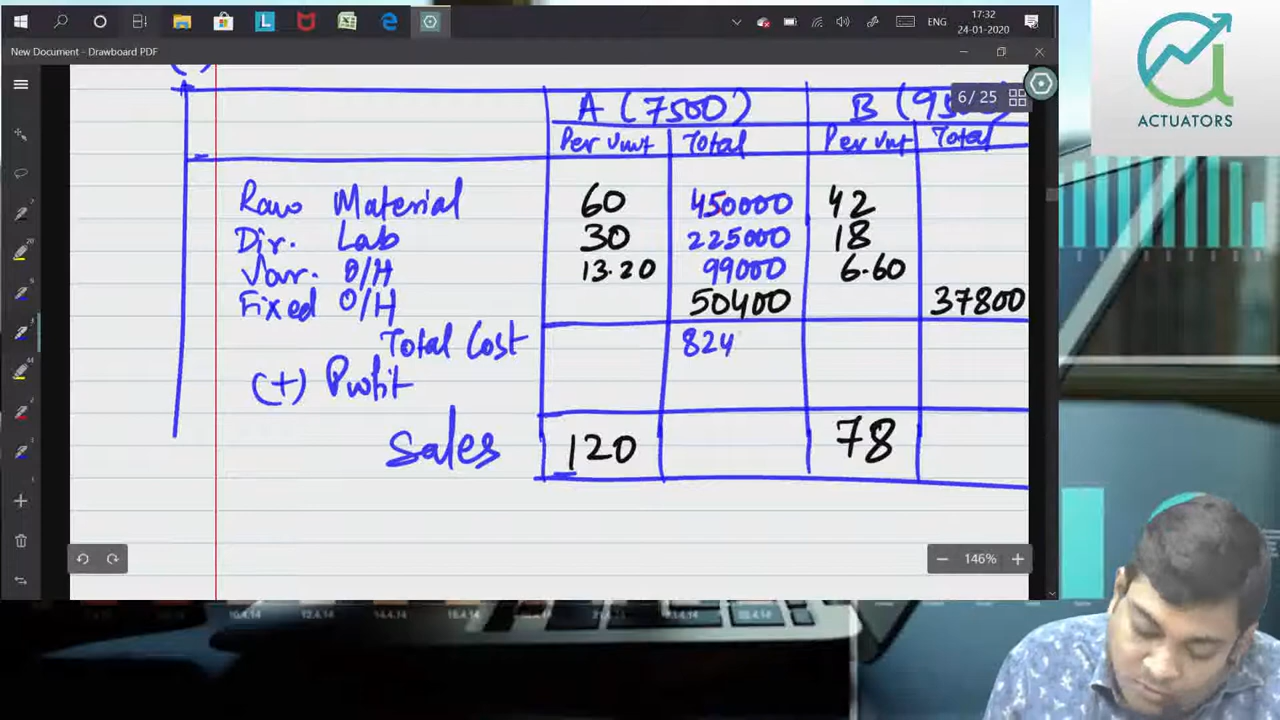 ENG
17:32
24-01-2020
New Document - Drawboard PDF
ACTUATORS
6/25
A (7500) B
Per Unit Total Per Unit Total
Raw Material 60 450000 42
Dir. Lab 30 225000 18
Var. O/H 13.20 99000 6.60
Fixed O/H 50400 37800
Total Cost 824
(+) Profit
Sales 120 78
146%